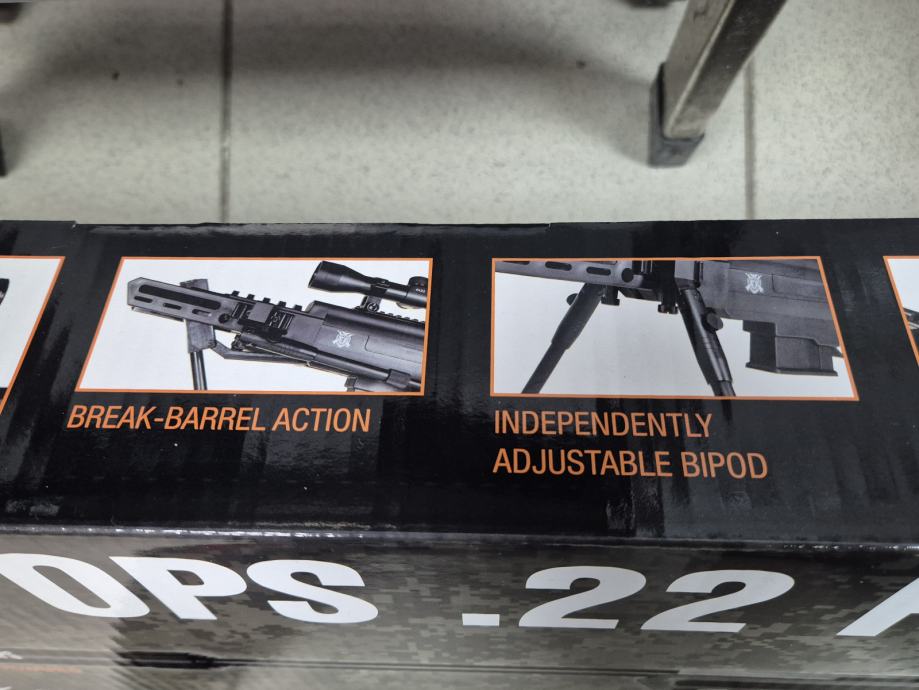 BREAK-BARREL ACTION
INDEPENDENTLY
ADJUSTABLE BIPOD
OPS .22